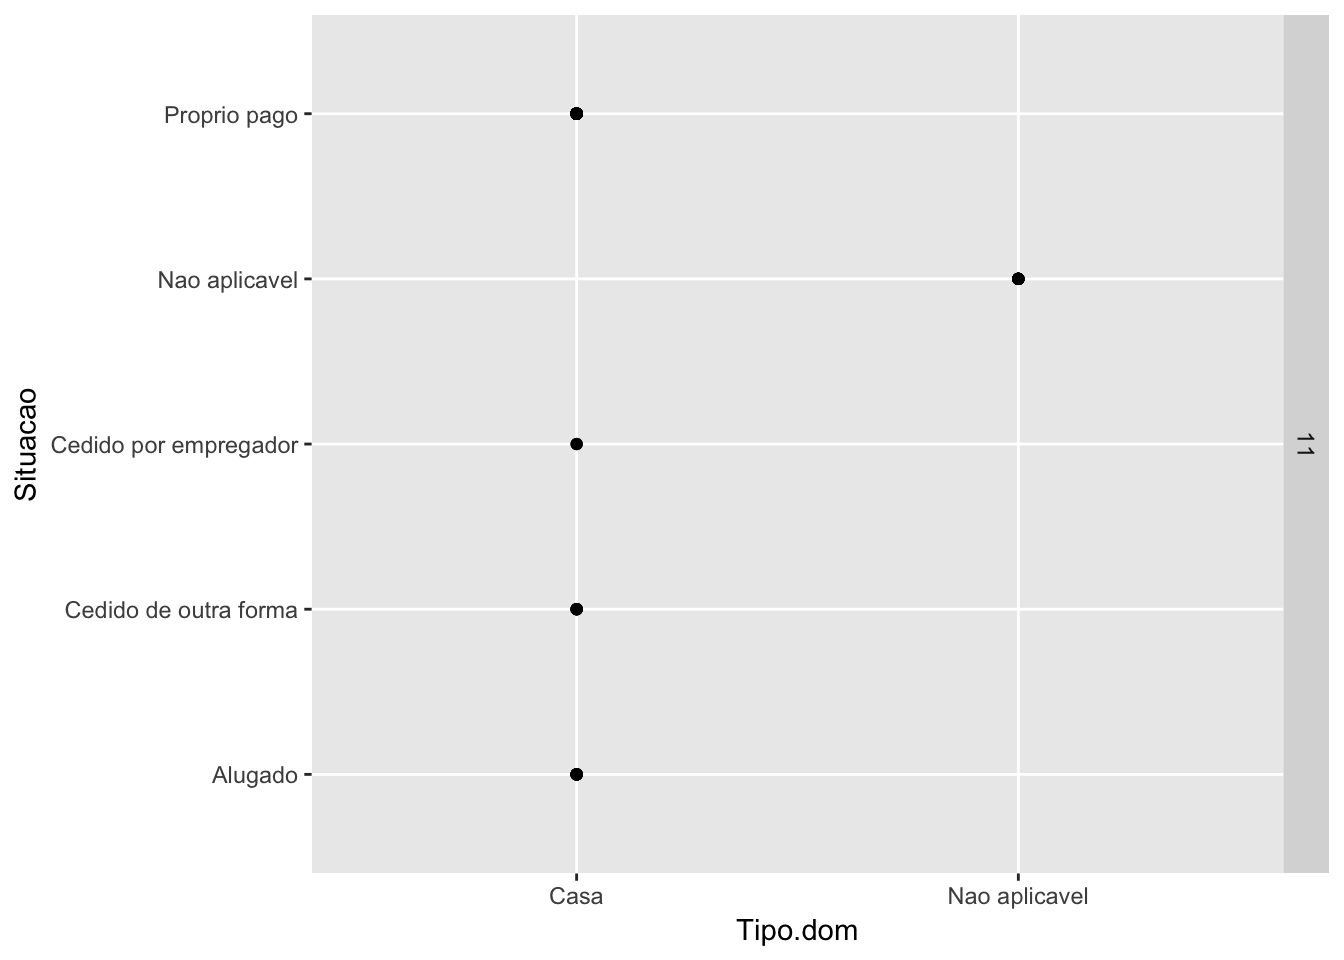 Proprio pago
Nao aplicavel
Cedido por empregador
Cedido de outra forma
Alugado
Situacao
11
Casa
Nao aplicavel
Tipo.dom